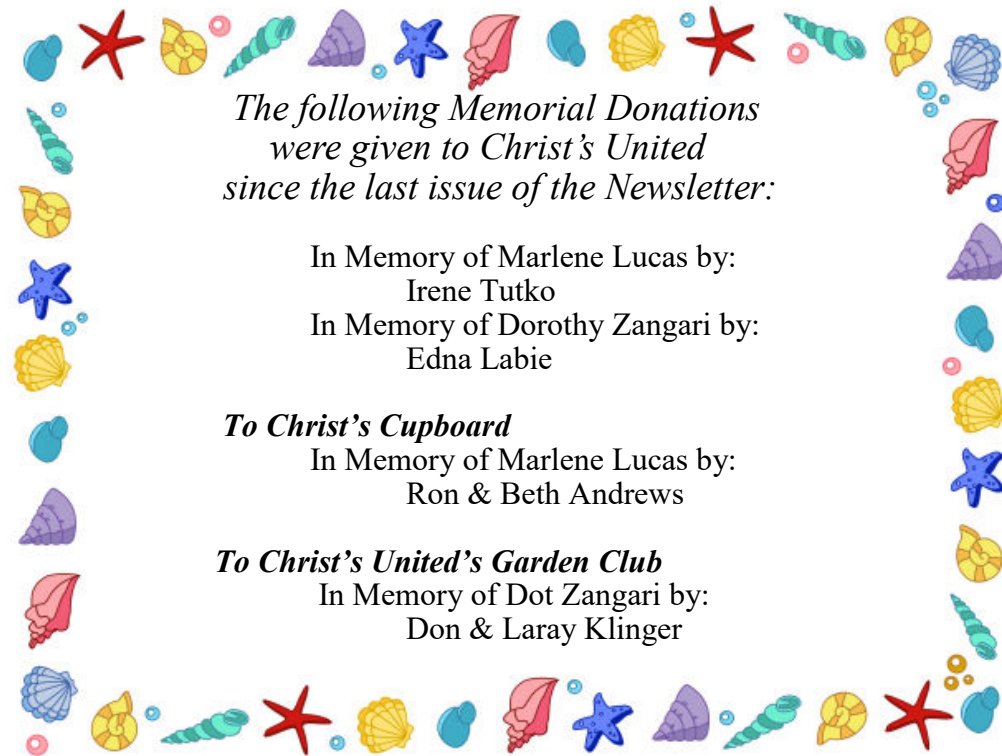 The following Memorial Donations
were given to Christ’s United
since the last issue of the Newsletter:
In Memory of Marlene Lucas by:
Irene Tutko
In Memory of Dorothy Zangari by:
Edna Labie
To Christ’s Cupboard
In Memory of Marlene Lucas by:
Ron & Beth Andrews
To Christ’s United’s Garden Club
In Memory of Dot Zangari by:
Don & Laray Klinger